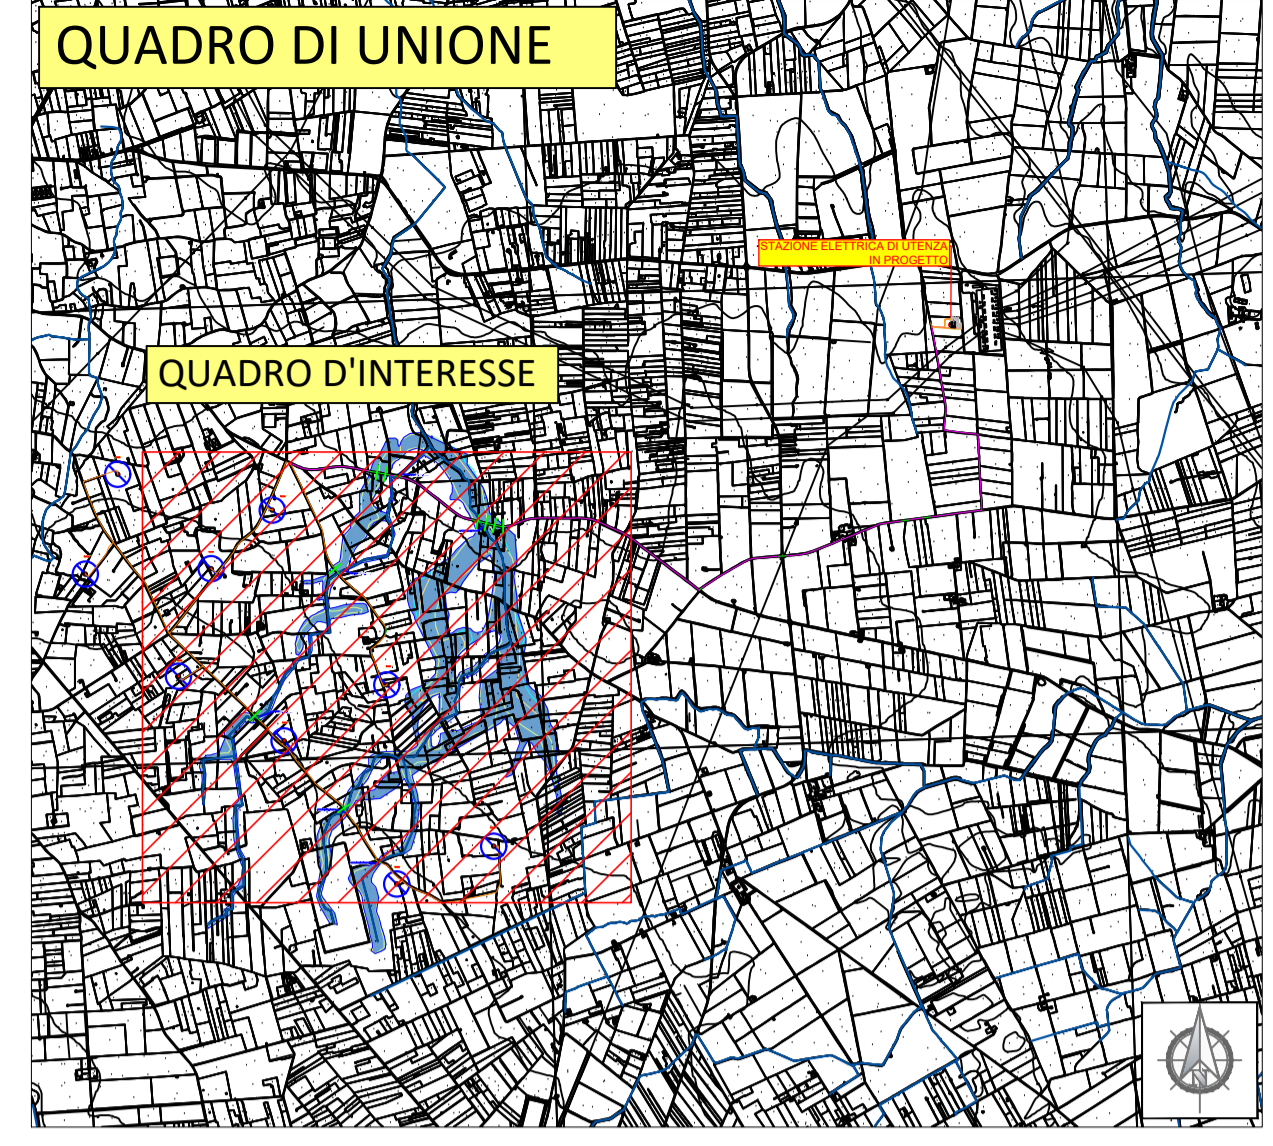 QUADRO DI UNIONE
STAZIONE ELETTRICA DI UTENZA
IN PROGETTO
QUADRO D'INTERESSE
N